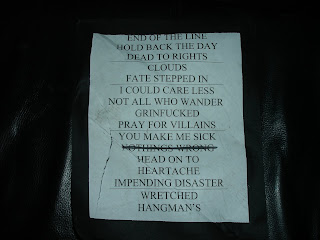 END OF THE LINE
HOLD BACK THE DAY
DEAD TO RIGHTS
CLOUDS
FATE STEPPED IN
I COULD CARE LESS
NOT ALL WHO WANDER
GRINFUCKED
PRAY FOR VILLAINS
YOU MAKE ME SICK
NOTHINGS WRONG
HEAD ON TO
HEARTACHE
IMPENDING DISASTER
WRETCHED
HANGMAN'S